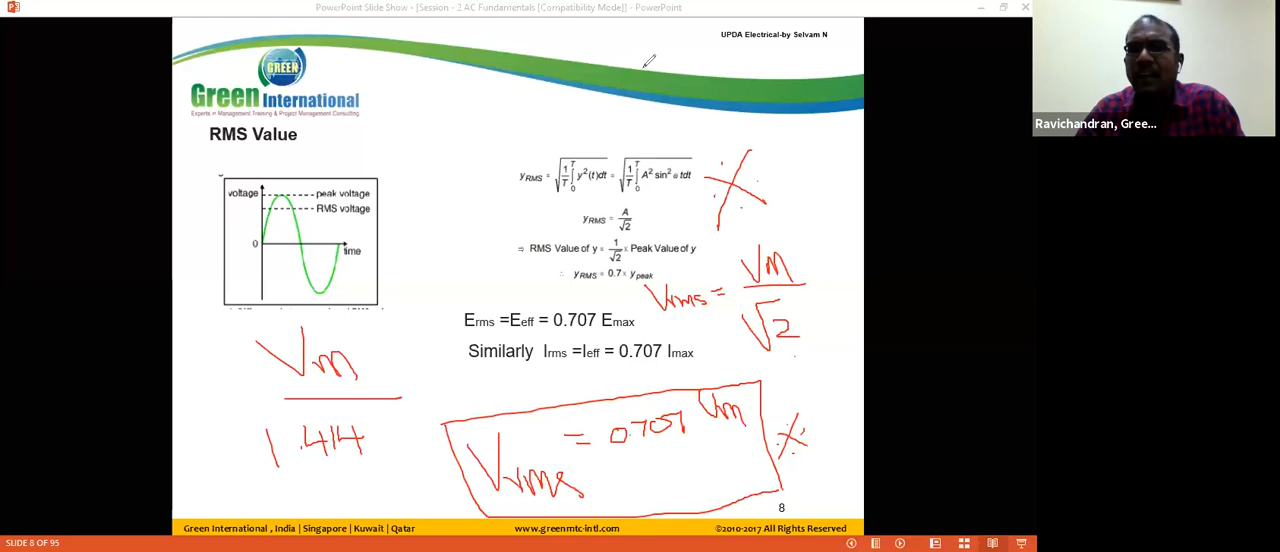 PowerPoint Slide Show - [Session - 2 AC Fundamentals [Compatibility Mode]] - PowerPoint
UPDA Electrical-by Selvam N
GREEN
Green International
Experts in Management Training & Project Management Consulting.
RMS Value
Ravichandran, Gree...
voltage
peak voltage
RMS voltage
0
time
yRMS = √(1/T ∫₀ᵀ y²(t)dt) = √(1/T ∫₀ᵀ A² sin² ω tdt)
yRMS = A/√2
⇒ RMS Value of y = 1/√2 × Peak Value of y
∴ yRMS = 0.7 × ypeak
Vrms = Vm/√2
Erms =Eeff = 0.707 Emax
Similarly Irms =Ieff = 0.707 Imax
Vm
1.414
Vrms = 0.707 Vm
8
Green International , India | Singapore | Kuwait | Qatar
www.greenmtc-intl.com
©2010-2017 All Rights Reserved
SLIDE 8 OF 95